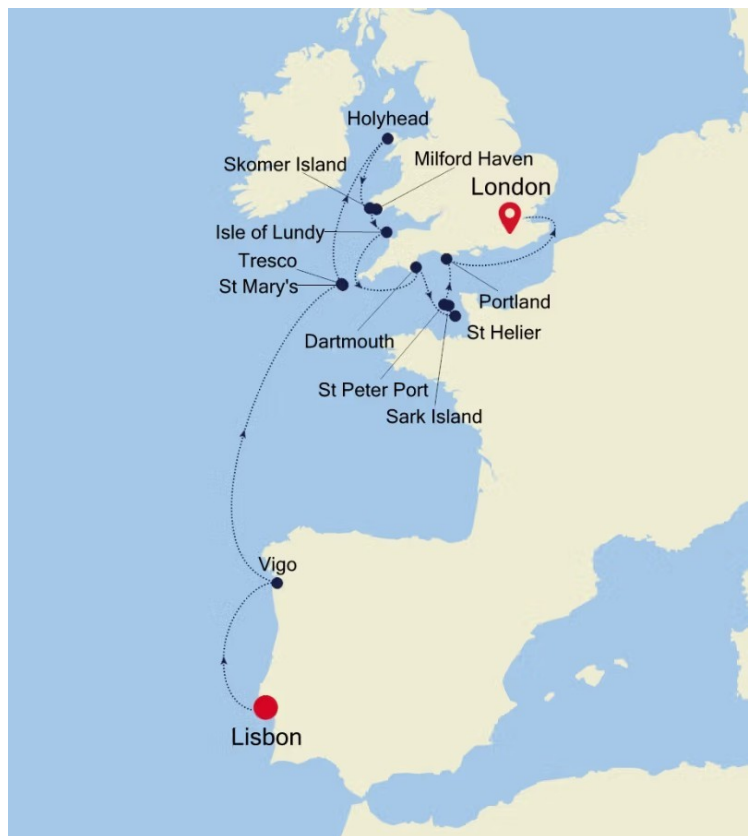 Holyhead
Skomer Island
Milford Haven
London
Isle of Lundy
Tresco
St Mary's
Portland
Dartmouth
St Helier
St Peter Port
Sark Island
Vigo
Lisbon